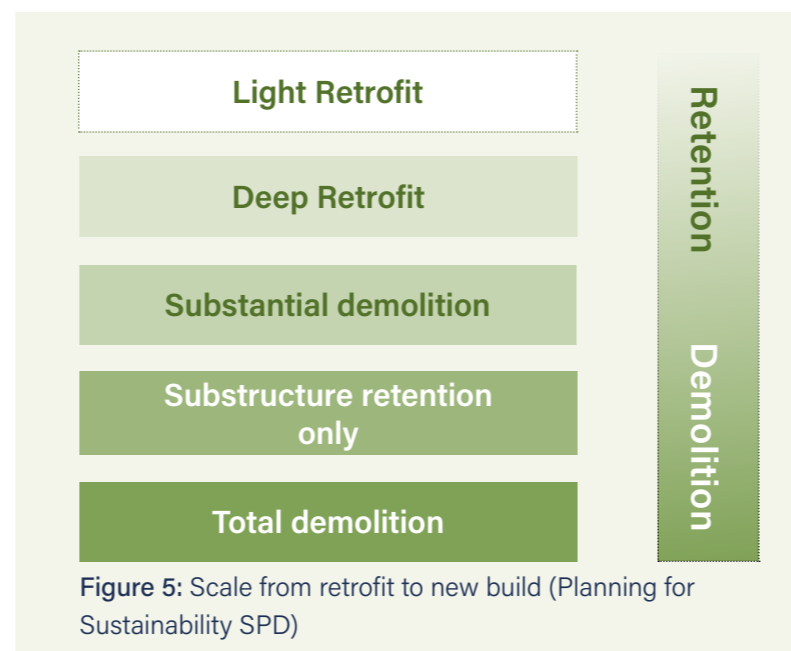 Light Retrofit
Deep Retrofit
Substantial demolition
Substructure retention
only
Total demolition
Retention
Demolition
Figure 5: Scale from retrofit to new build (Planning for
Sustainability SPD)